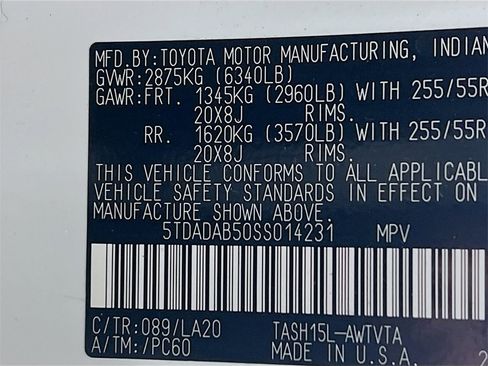 MFD.BY:TOYOTA MOTOR MANUFACTURING, INDIAN
GVWR:2875KG (6340LB)
GAWR:FRT. 1345KG (2960LB) WITH 255/55R
20X8J RIMS.
RR. 1620KG (3570LB) WITH 255/55R
20X8J RIMS.
THIS VEHICLE CONFORMS TO ALL APPLICABL
VEHICLE SAFETY STANDARDS IN EFFECT ON
MANUFACTURE SHOWN ABOVE.
5TDADAB50SS014231 MPV
C/TR:089/LA20 TASH15L-AWTVTA
A/TM:/PC60 MADE IN U.S.A. 2